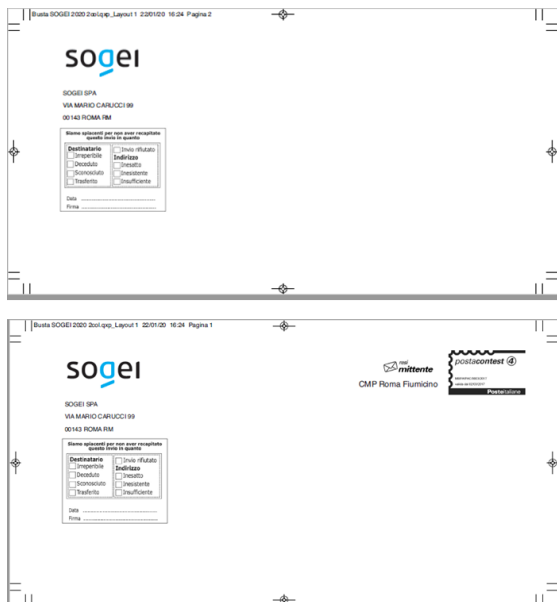 Busta SOGEI 2020 2col.qxp_Layout 1 22/01/20 16:24 Pagina 2
sogei
SOGEI SPA
VIA MARIO CARUCCI 99
00143 ROMA RM
Siamo spiacenti per non aver recapitato
questo invio in quanto
Destinatario
Irreperibile
Deceduto
Sconosciuto
Trasferito
Invio rifiutato
Indirizzo
Inesatto
Inesistente
Insufficiente
Data
Firma
Busta SOGEI 2020 2col.qxp_Layout 1 22/01/20 16:24 Pagina 1
sogei
SOGEI SPA
VIA MARIO CARUCCI 99
00143 ROMA RM
Siamo spiacenti per non aver recapitato
questo invio in quanto
Destinatario
Irreperibile
Deceduto
Sconosciuto
Trasferito
Invio rifiutato
Indirizzo
Inesatto
Inesistente
Insufficiente
Data
Firma
mittente
CMP Roma Fiumicino
postacontest 4
Posteitaliane